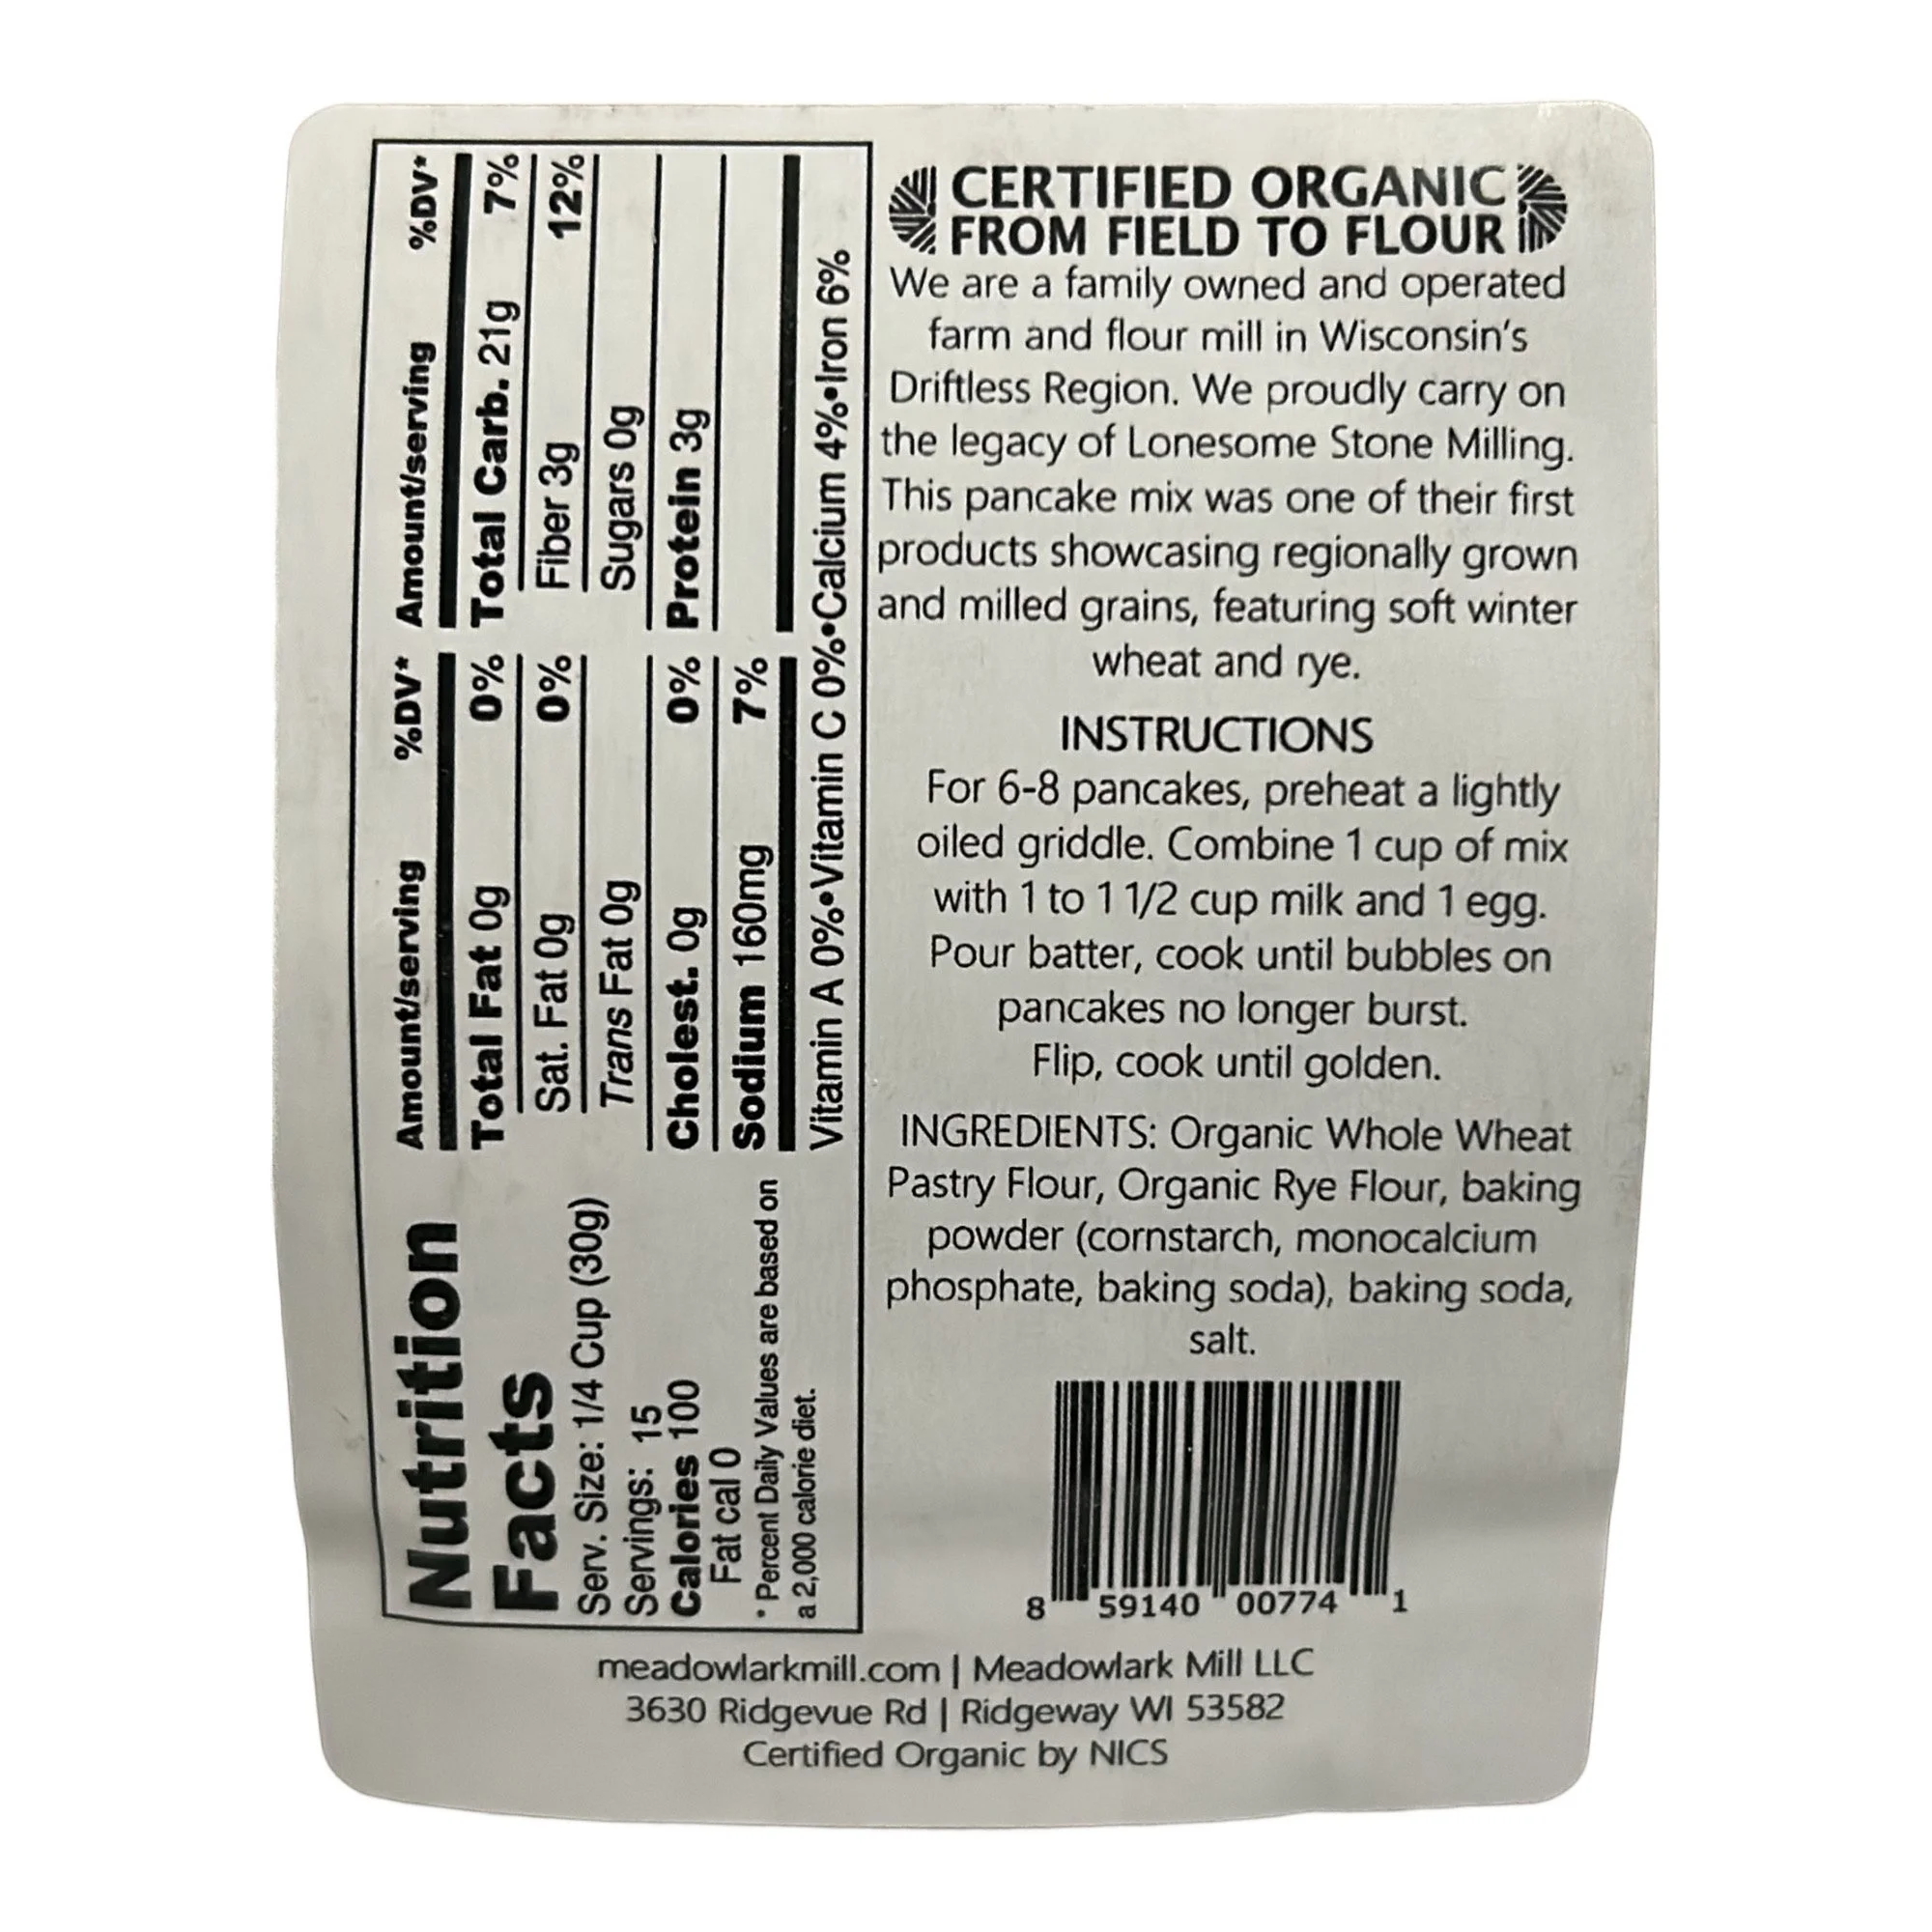 Nutrition
Facts
Serv. Size: 1/4 Cup (30g)
Servings: 15
Calories 100
Fat cal 0
* Percent Daily Values are based on
a 2,000 calorie diet.
Amount/serving %DV*
Total Fat 0g 0%
Sat. Fat 0g 0%
Trans Fat 0g
Cholest. 0g 0%
Sodium 160mg 7%
Amount/serving %DV*
Total Carb. 21g 7%
Fiber 3g 12%
Sugars 0g
Protein 3g
Vitamin A 0%•Vitamin C 0%•Calcium 4%•Iron 6%
CERTIFIED ORGANIC
FROM FIELD TO FLOUR
We are a family owned and operated
farm and flour mill in Wisconsin's
Driftless Region. We proudly carry on
the legacy of Lonesome Stone Milling.
This pancake mix was one of their first
products showcasing regionally grown
and milled grains, featuring soft winter
wheat and rye.
INSTRUCTIONS
For 6-8 pancakes, preheat a lightly
oiled griddle. Combine 1 cup of mix
with 1 to 1 1/2 cup milk and 1 egg.
Pour batter, cook until bubbles on
pancakes no longer burst.
Flip, cook until golden.
INGREDIENTS: Organic Whole Wheat
Pastry Flour, Organic Rye Flour, baking
powder (cornstarch, monocalcium
phosphate, baking soda), baking soda,
salt.
8 59140 00774 1
meadowlarkmill.com | Meadowlark Mill LLC
3630 Ridgevue Rd | Ridgeway WI 53582
Certified Organic by NICS